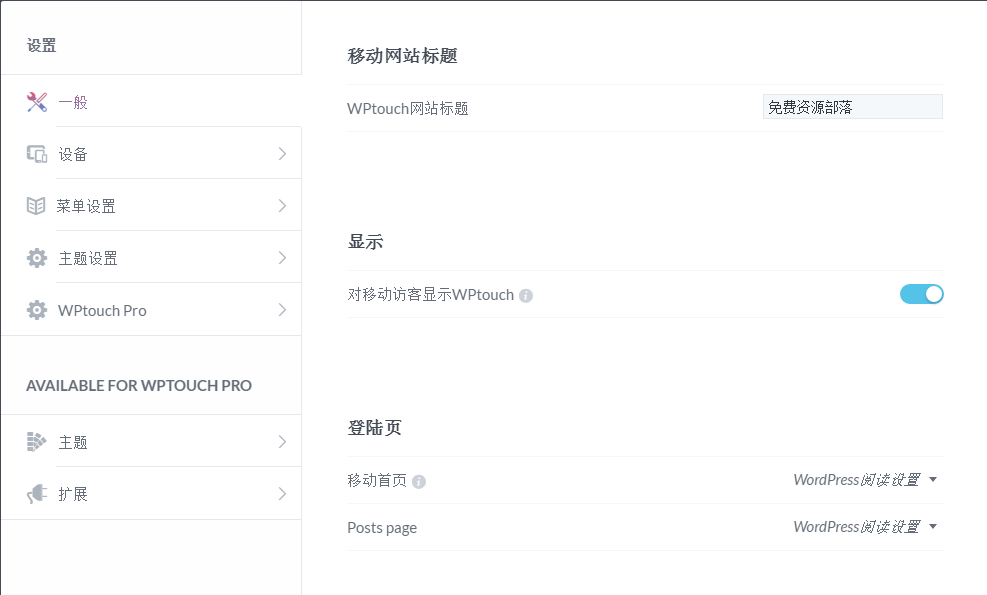 设置
一般
设备
菜单设置
主题设置
WPtouch Pro
AVAILABLE FOR WPTOUCH PRO
主题
扩展
移动网站标题
WPtouch网站标题
免费资源部落
显示
对移动访客显示WPtouch
登陆页
移动首页
WordPress阅读设置
Posts page
WordPress阅读设置